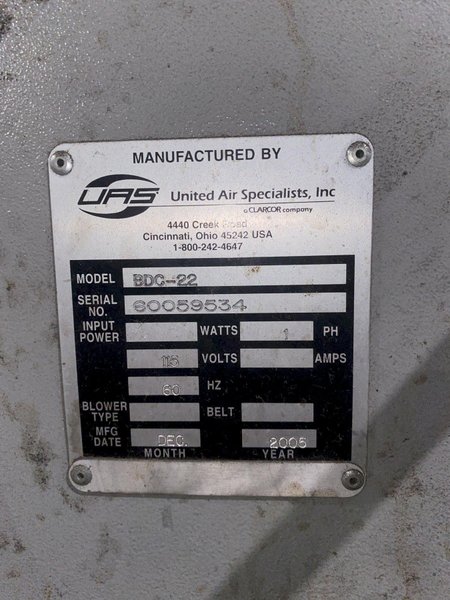 MANUFACTURED BY
UAS United Air Specialists, Inc
a CLARCOR company
4440 Creek Road
Cincinnati, Ohio 45242 USA
1-800-242-4647
MODEL BDC-22
SERIAL NO. 60059534
INPUT POWER WATTS 1 PH
115 VOLTS AMPS
60 HZ
BLOWER TYPE BELT
MFG DATE DEC. 2005
MONTH YEAR